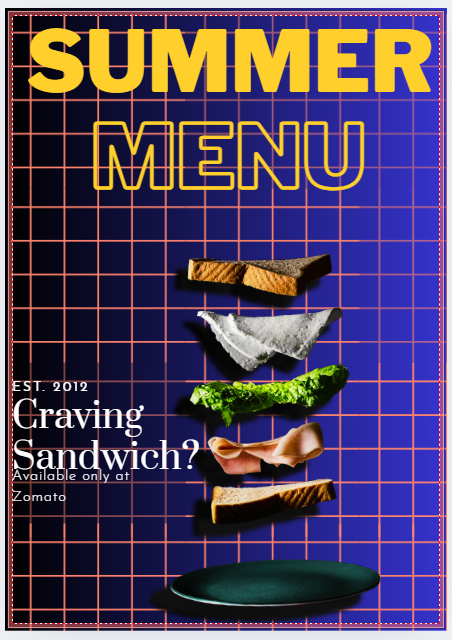 SUMMER
MENU
EST. 2012
Craving
Sandwich?
Available only at
Zomato